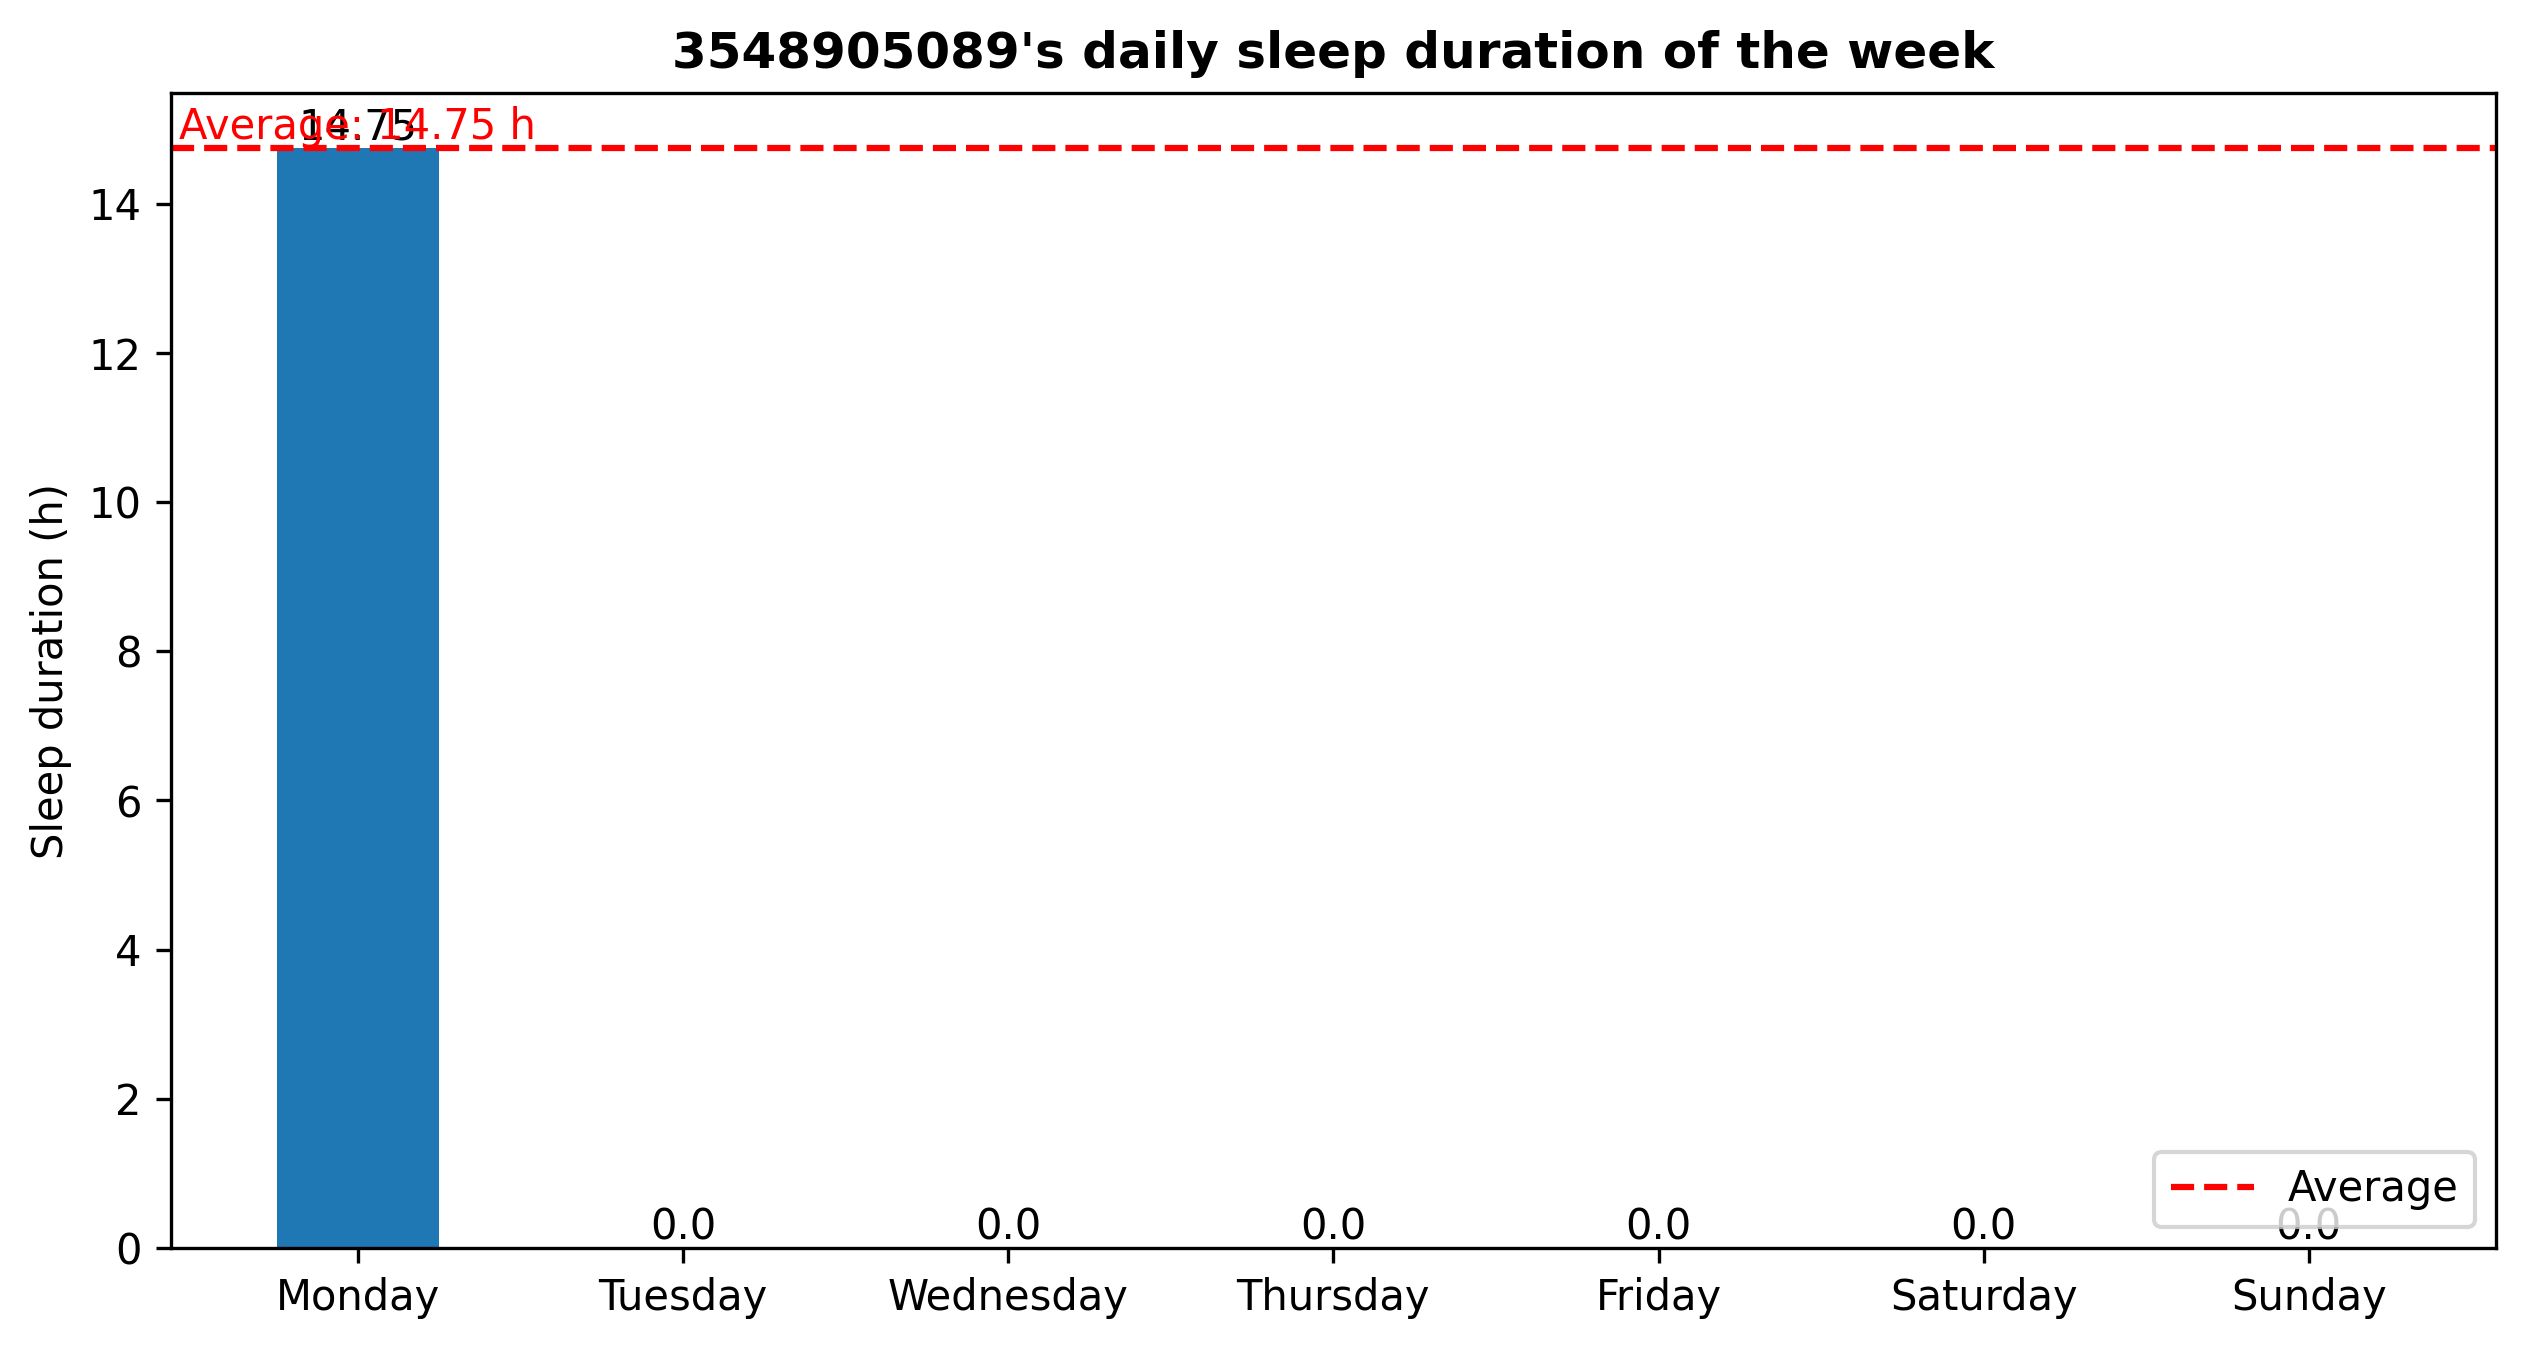 3548905089's daily sleep duration of the week
Average: 14.75 h
14.75
Sleep duration (h)
14
12
10
8
6
4
2
0
0.0 0.0 0.0 0.0 0.0 0.0
Average
Monday Tuesday Wednesday Thursday Friday Saturday Sunday